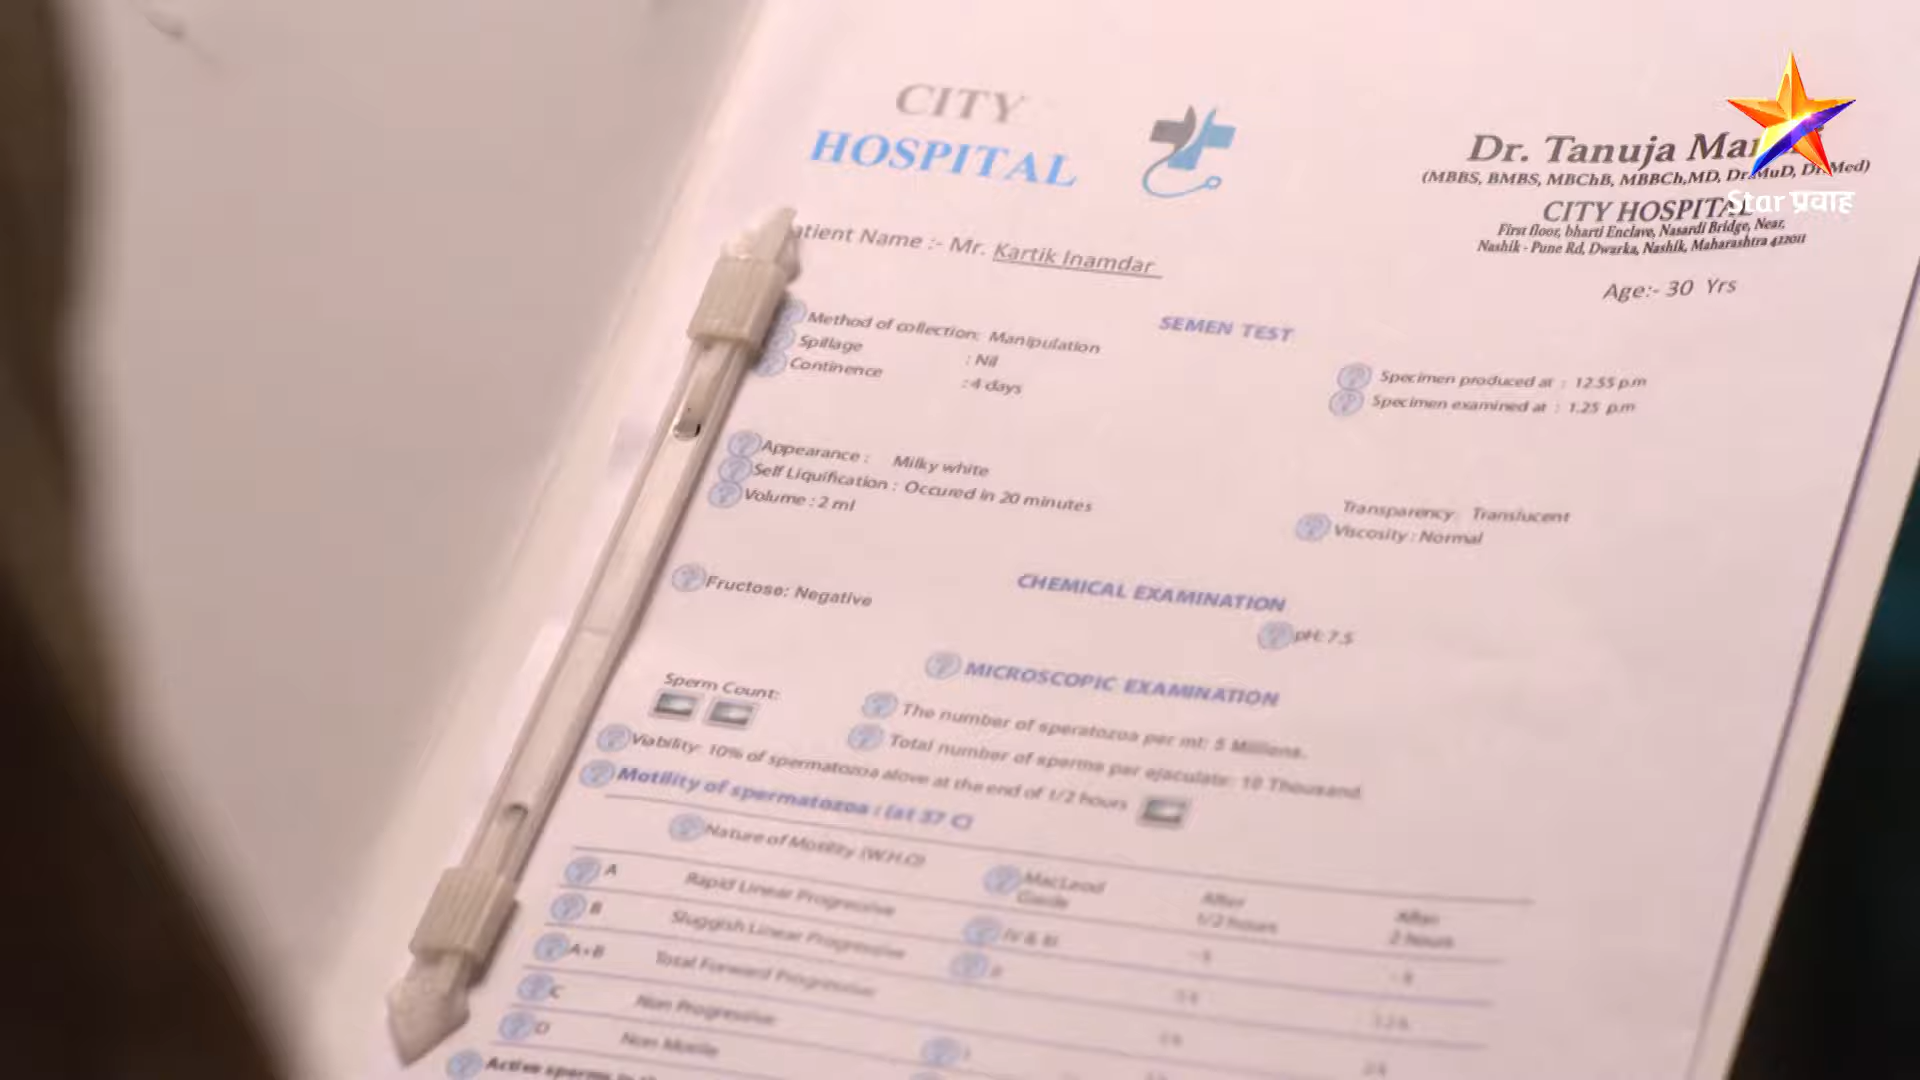 CITY
HOSPITAL
Dr. Tanuja
(MBBS, BMBS, MBChB, MBBCh,MD, Dr.MuD, Dr.Med)
CITY HOSPITAL
First floor, bharti Enclave, Nasardi Bridge, Near,
Nashik - Pune Rd, Dwarka, Nashik, Maharashtra 422011
Star प्रवाह
atient Name :- Mr. Kartik Inamdar
Age:- 30 Yrs
SEMEN TEST
Method of collection: Manipulation
Spillage : Nil
Continence : 4 days
Specimen produced at : 12.55 p.m
Specimen examined at : 1.25 p.m
Appearance : Milky white
Self Liquification : Occured in 20 minutes
Volume : 2 ml
Transparency: Translucent
Viscosity : Normal
CHEMICAL EXAMINATION
Fructose: Negative
pH: 7.5
MICROSCOPIC EXAMINATION
Sperm Count:
The number of speratozoa per mt: 5 Millions.
Total number of sperms per ejaculate: 10 Thousand.
Viability: 10% of spermatozoa alove at the end of 1/2 hours
Motility of spermatozoa : (at 37 C)
Nature of Motility (W.H.O)
MacLeod
After
1/2 hours
After
2 hours
A Rapid Linear Progressive
B Sluggish Linear Progressive
A+B Total Forward Progressive
C Non Progressive
D Non Motile
Active sperms in